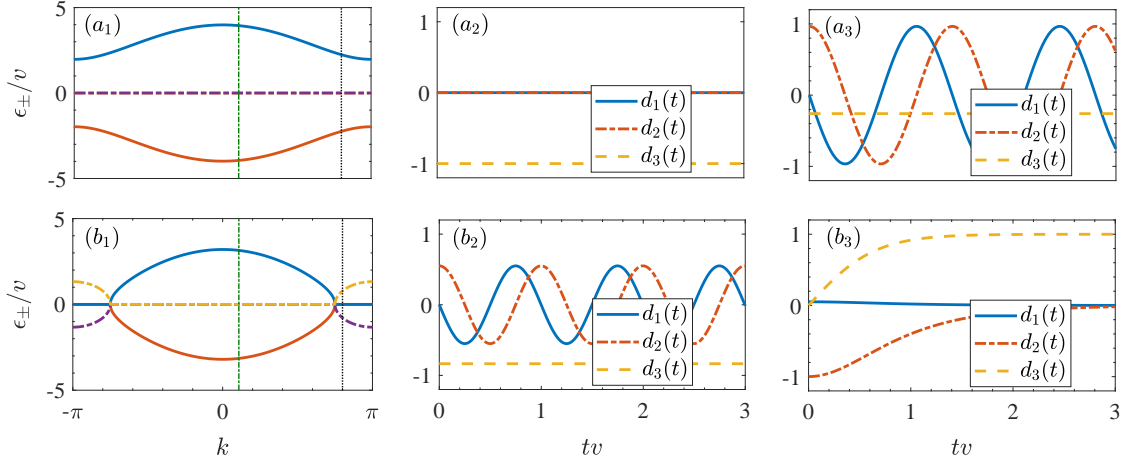 (a₁)
ϵ±/v
5
0
-5
(a₂)
1
0
-1
d₁(t)
d₂(t)
d₃(t)
(a₃)
1
0
-1
d₁(t)
d₂(t)
d₃(t)
(b₁)
ϵ±/v
5
0
-5
-π
0
π
k
(b₂)
1
0
-1
0
1
2
3
tv
d₁(t)
d₂(t)
d₃(t)
(b₃)
1
0
-1
0
1
2
3
tv
d₁(t)
d₂(t)
d₃(t)